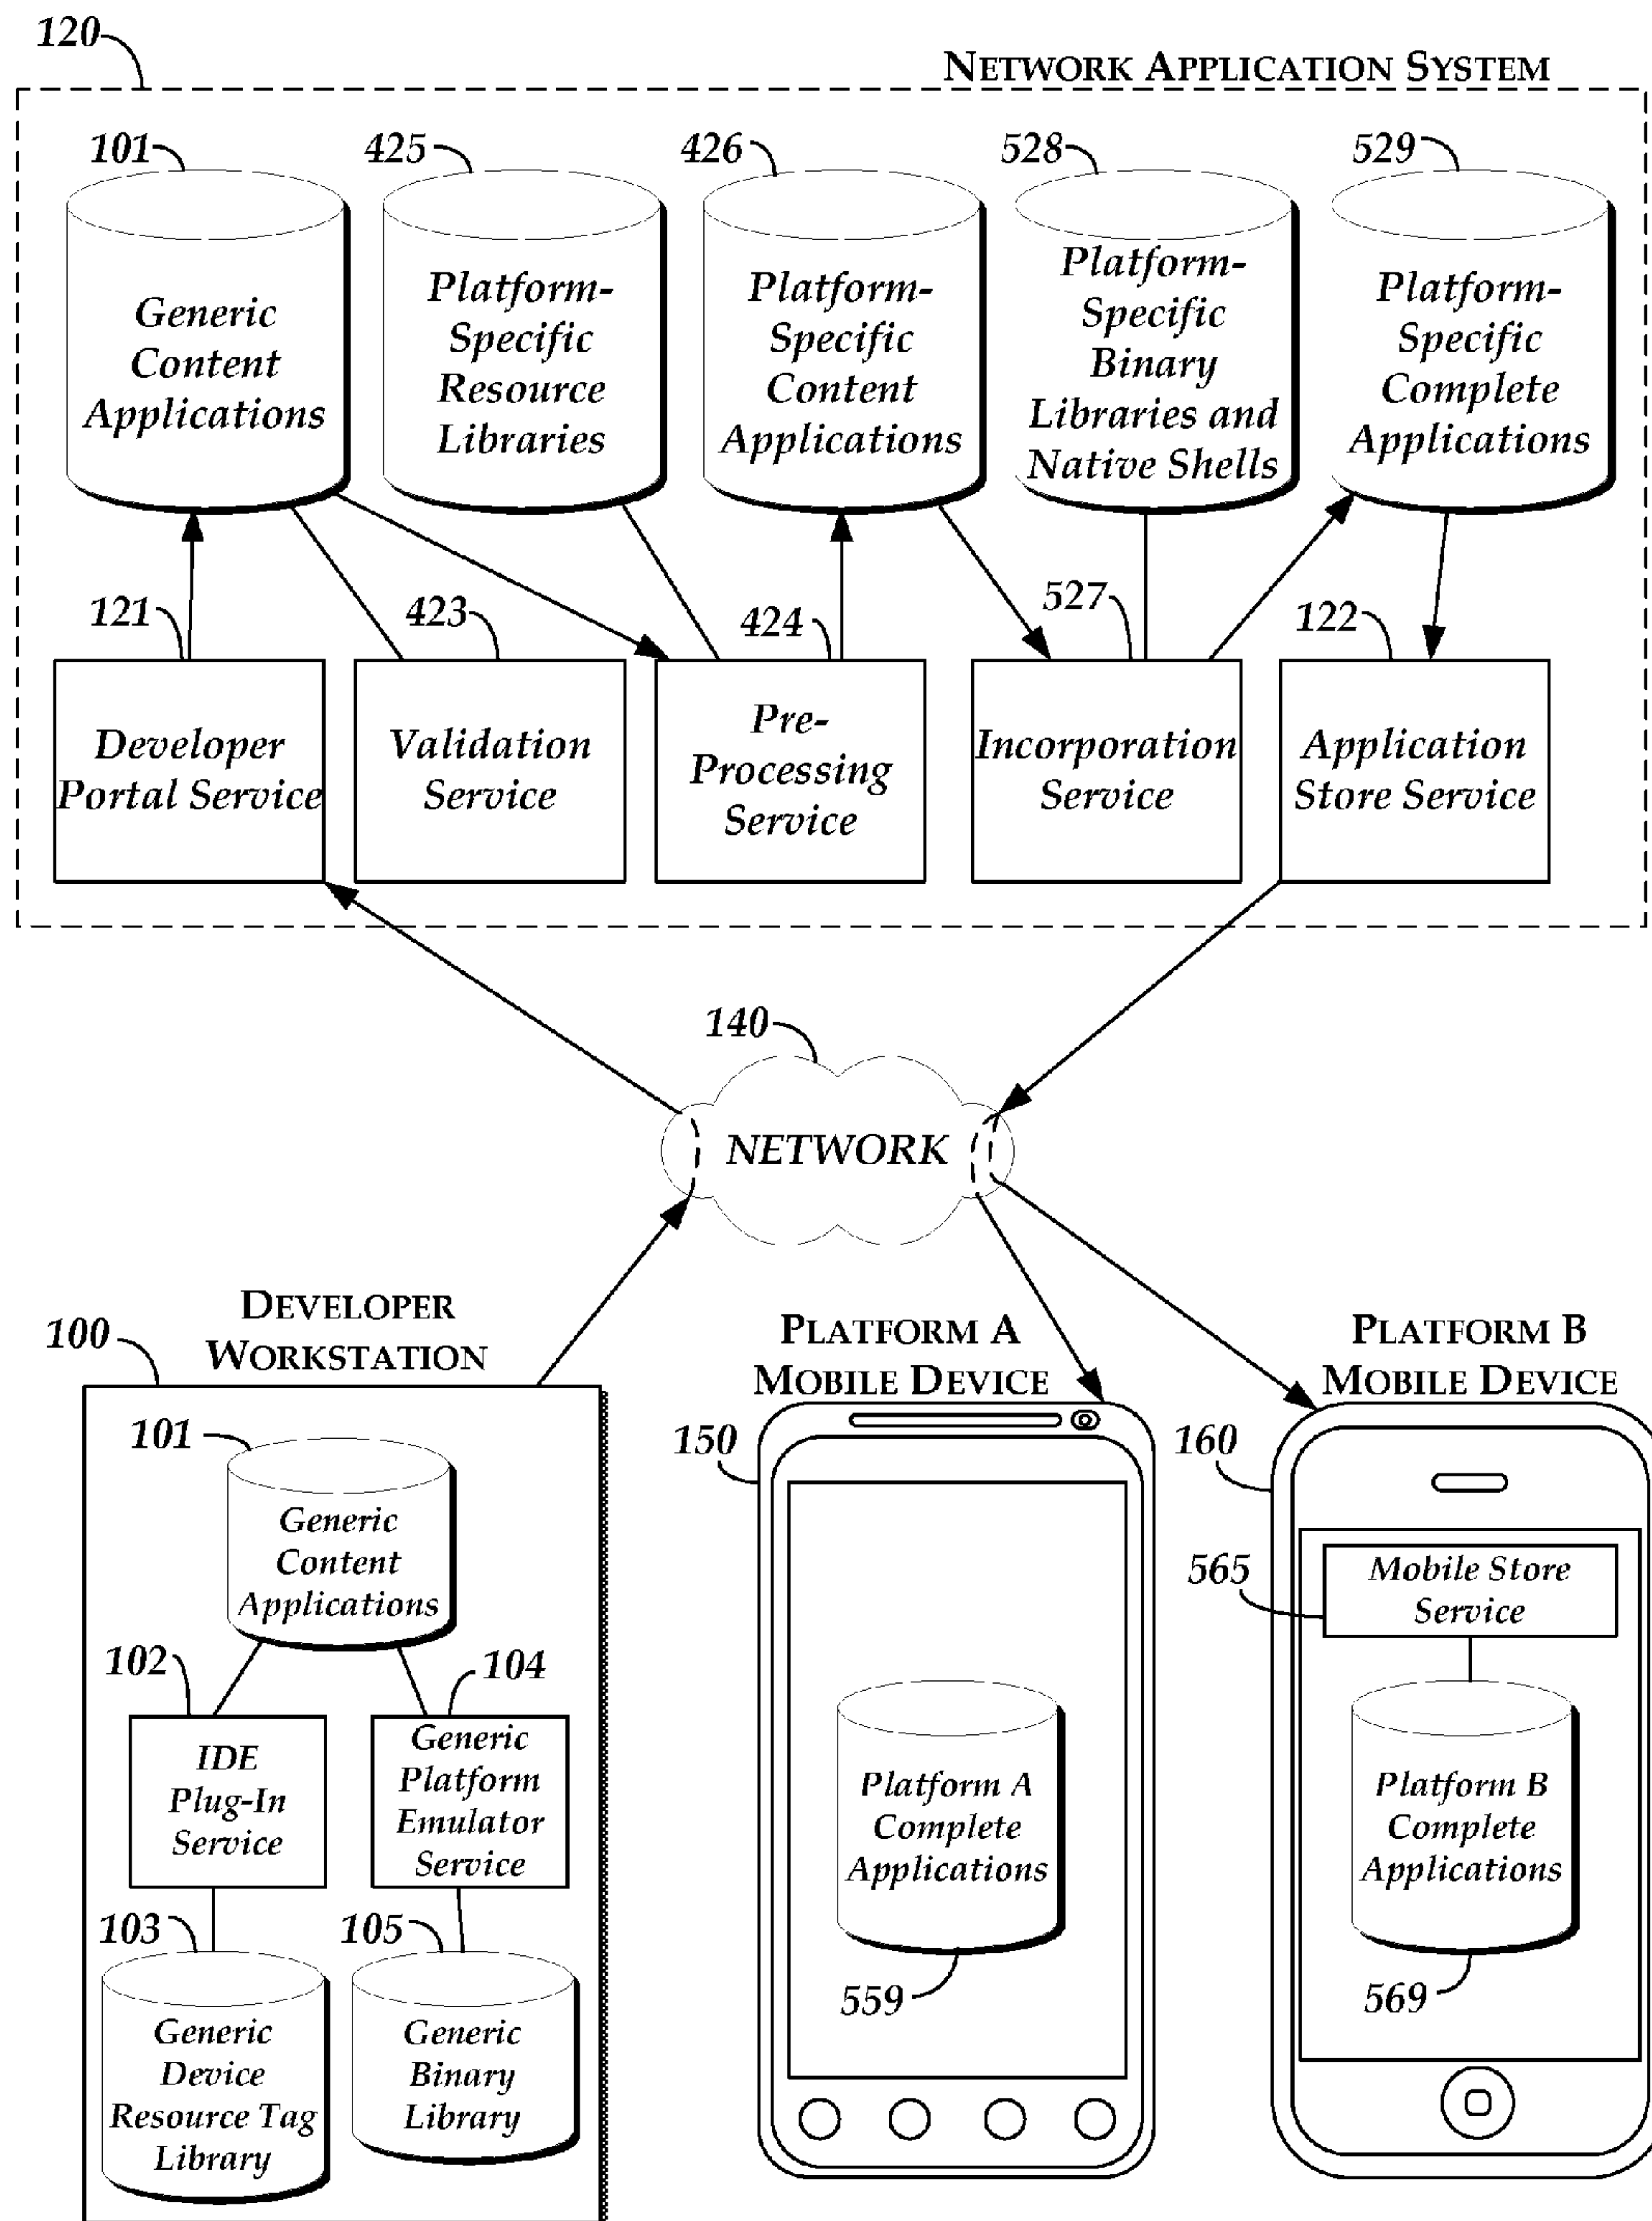 120
NETWORK APPLICATION SYSTEM
101
425
426
528
529
Generic
Content
Applications
Platform-
Specific
Resource
Libraries
Platform-
Specific
Content
Applications
Platform-
Specific
Binary
Libraries and
Native Shells
Platform-
Specific
Complete
Applications
121
423
424
527
122
Developer
Portal Service
Validation
Service
Pre-
Processing
Service
Incorporation
Service
Application
Store Service
140
NETWORK
DEVELOPER
WORKSTATION
100
101
Generic
Content
Applications
102
104
IDE
Plug-In
Service
Generic
Platform
Emulator
Service
103
105
Generic
Device
Resource Tag
Library
Generic
Binary
Library
PLATFORM A
MOBILE DEVICE
150
Platform A
Complete
Applications
559
PLATFORM B
MOBILE DEVICE
160
565
Mobile Store
Service
Platform B
Complete
Applications
569